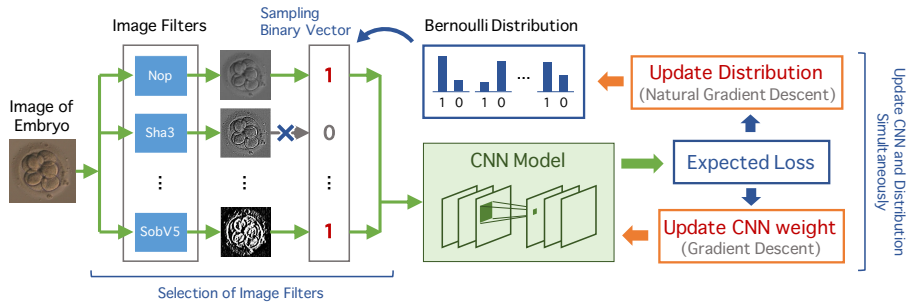 Sampling
Binary Vector
Image Filters
Bernoulli Distribution
Image of
Embryo
Nop
Sha3
⋮
SobV5
⋮
1
0
⋮
1
1 0 1 0 ... 1 0
Update Distribution
(Natural Gradient Descent)
CNN Model
Expected Loss
Update CNN weight
(Gradient Descent)
Update CNN and Distribution
Simultaneously
Selection of Image Filters